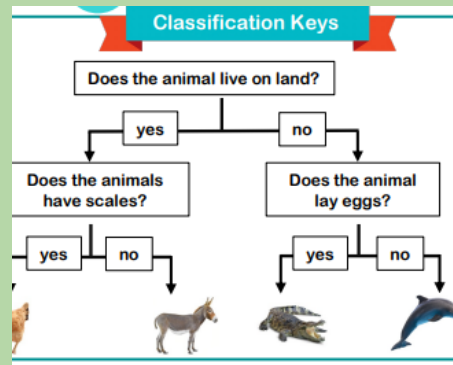 Classification Keys
Does the animal live on land?
yes
no
Does the animals
have scales?
Does the animal
lay eggs?
yes
no
yes
no